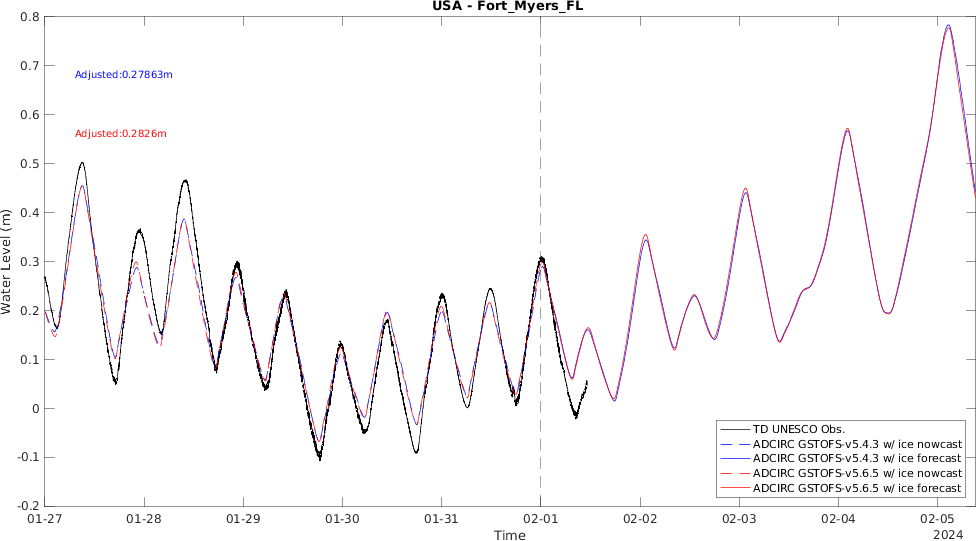 USA - Fort_Myers_FL
0.8
0.7
0.6
0.5
0.4
0.3
0.2
0.1
0
-0.1
-0.2
Water Level (m)
Adjusted:0.27863m
Adjusted:0.2826m
TD UNESCO Obs.
ADCIRC GSTOFS-v5.4.3 w/ ice nowcast
ADCIRC GSTOFS-v5.4.3 w/ ice forecast
ADCIRC GSTOFS-v5.6.5 w/ ice nowcast
ADCIRC GSTOFS-v5.6.5 w/ ice forecast
01-27 01-28 01-29 01-30 01-31 02-01 02-02 02-03 02-04 02-05
Time
2024